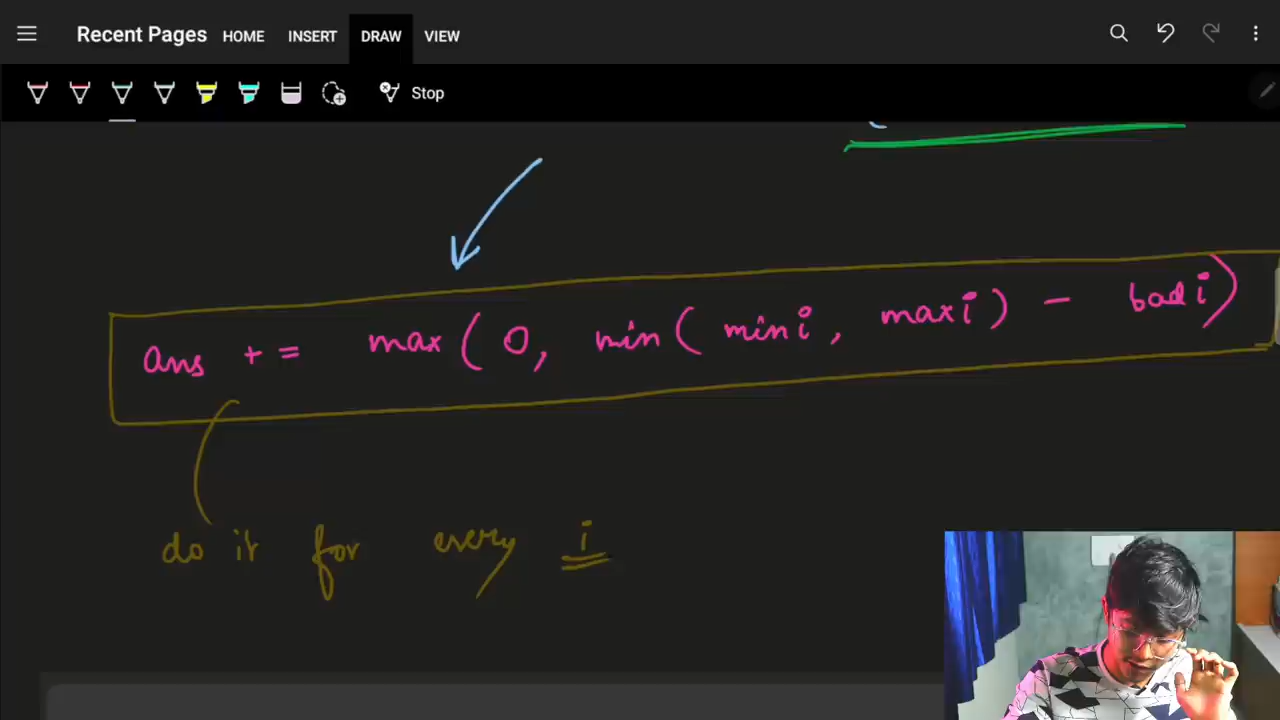 Recent Pages HOME INSERT DRAW VIEW
Stop
ans += max( 0, min( mini, maxi) - badi)
do it for every i